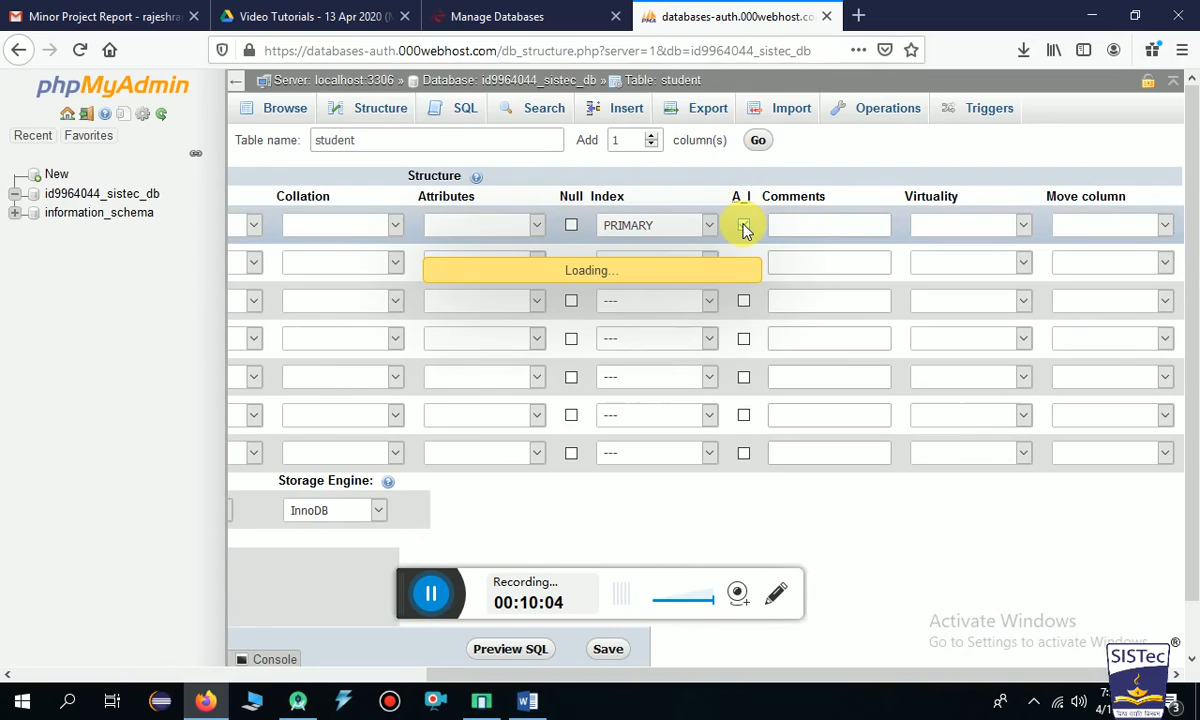 Minor Project Report - rajeshra
Video Tutorials - 13 Apr 2020 (N
Manage Databases
databases-auth.000webhost.co
https://databases-auth.000webhost.com/db_structure.php?server=1&db=id9964044_sistec_db
phpMyAdmin
Server: localhost:3306 » Database: id9964044_sistec_db » Table: student
Browse Structure SQL Search Insert Export Import Operations Triggers
Recent Favorites
Table name: student Add 1 column(s) Go
New
id9964044_sistec_db
information_schema
Structure
Collation Attributes Null Index A_I Comments Virtuality Move column
PRIMARY
Loading...
---
---
---
---
---
Storage Engine:
InnoDB
Recording...
00:10:04
Activate Windows
Go to Settings to activate Windows.
Preview SQL Save
Console
SISTec
®
3